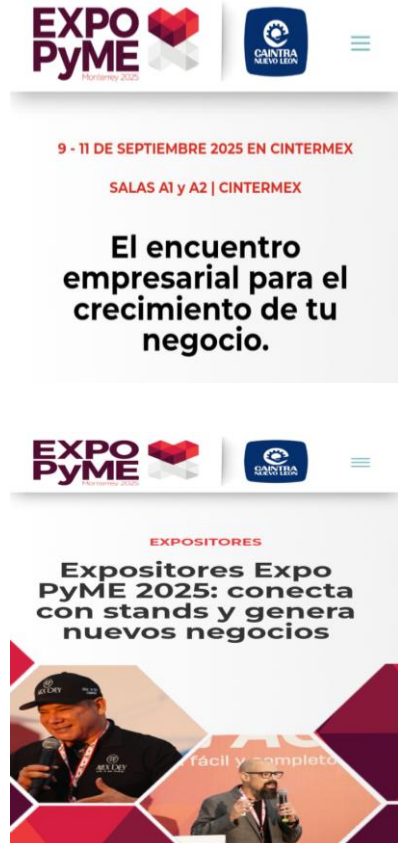 EXPO
PyME
Monterrey 2025
CAINTRA
NUEVO LEÓN
9 - 11 DE SEPTIEMBRE 2025 EN CINTERMEX
SALAS A1 y A2 | CINTERMEX
El encuentro
empresarial para el
crecimiento de tu
negocio.
EXPO
PyME
Monterrey 2025
CAINTRA
NUEVO LEÓN
EXPOSITORES
Expositores Expo
PyME 2025: conecta
con stands y genera
nuevos negocios
fácil y completo